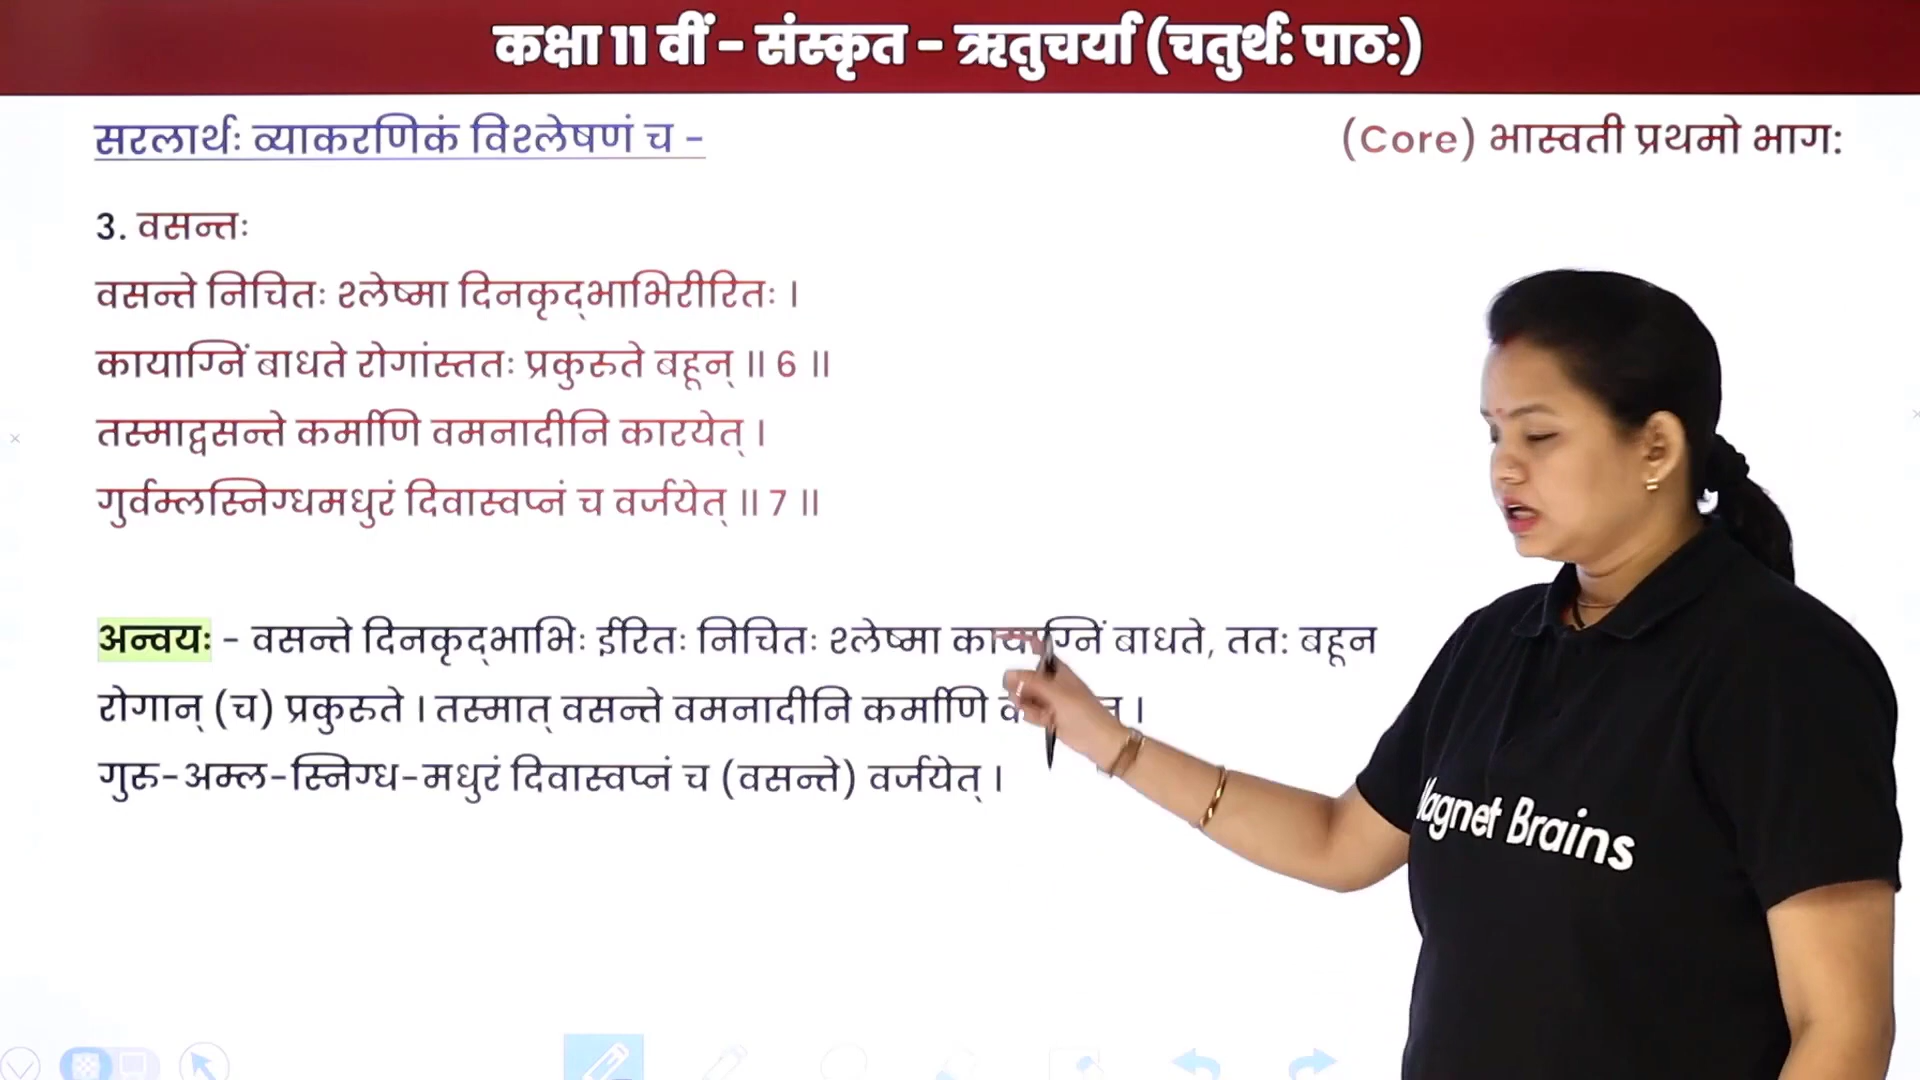 कक्षा 11 वीं - संस्कृत - ऋतुचर्या (चतुर्थ: पाठ:)
सरलार्थः व्याकरणिकं विश्लेषणं च -
(Core) भास्वती प्रथमो भाग:
3. वसन्तः
वसन्ते निचितः श्लेष्मा दिनकृद्भाभिरीरितः ।
कायाग्निं बाधते रोगांस्ततः प्रकुरुते बहून् ॥ 6 ॥
तस्माद्वसन्ते कर्माणि वमनादीनि कारयेत् ।
गुर्वम्लस्निग्धमधुरं दिवास्वप्नं च वर्जयेत् ॥ 7 ॥
अन्वयः - वसन्ते दिनकृद्भाभिः ईरितः निचितः श्लेष्मा कायाग्निं बाधते, तत: बहून
रोगान् (च) प्रकुरुते । तस्मात् वसन्ते वमनादीनि कर्माणि ।
गुरु-अम्ल-स्निग्ध-मधुरं दिवास्वप्नं च (वसन्ते) वर्जयेत् ।
Magnet Brains